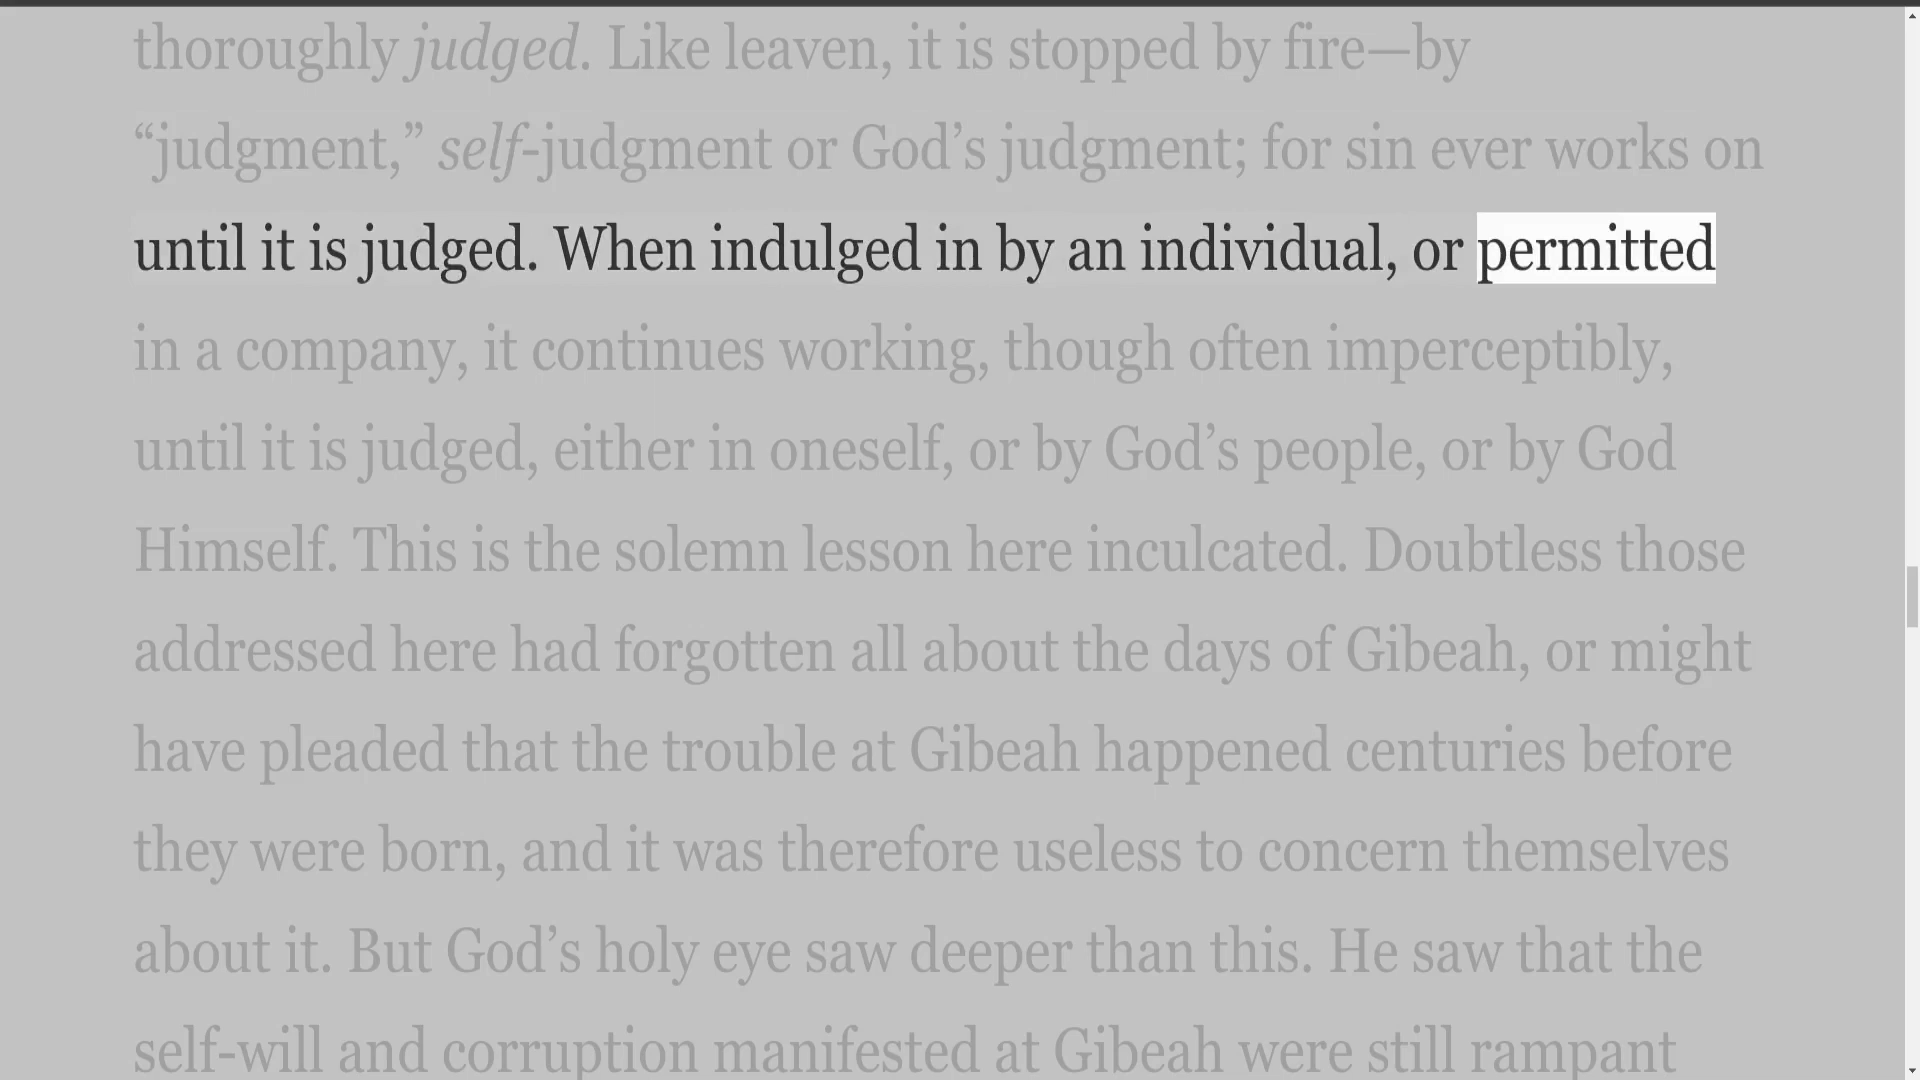 thoroughly judged. Like leaven, it is stopped by fire—by
“judgment,” self-judgment or God’s judgment; for sin ever works on
until it is judged. When indulged in by an individual, or permitted
in a company, it continues working, though often imperceptibly,
until it is judged, either in oneself, or by God’s people, or by God
Himself. This is the solemn lesson here inculcated. Doubtless those
addressed here had forgotten all about the days of Gibeah, or might
have pleaded that the trouble at Gibeah happened centuries before
they were born, and it was therefore useless to concern themselves
about it. But God’s holy eye saw deeper than this. He saw that the
self-will and corruption manifested at Gibeah were still rampant